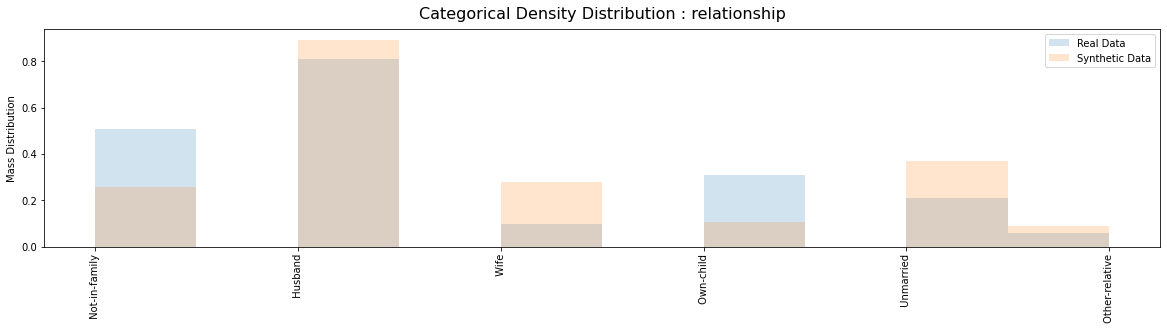 Categorical Density Distribution : relationship
Real Data
Synthetic Data
Mass Distribution
0.8
0.6
0.4
0.2
0.0
Not-in-family
Husband
Wife
Own-child
Unmarried
Other-relative